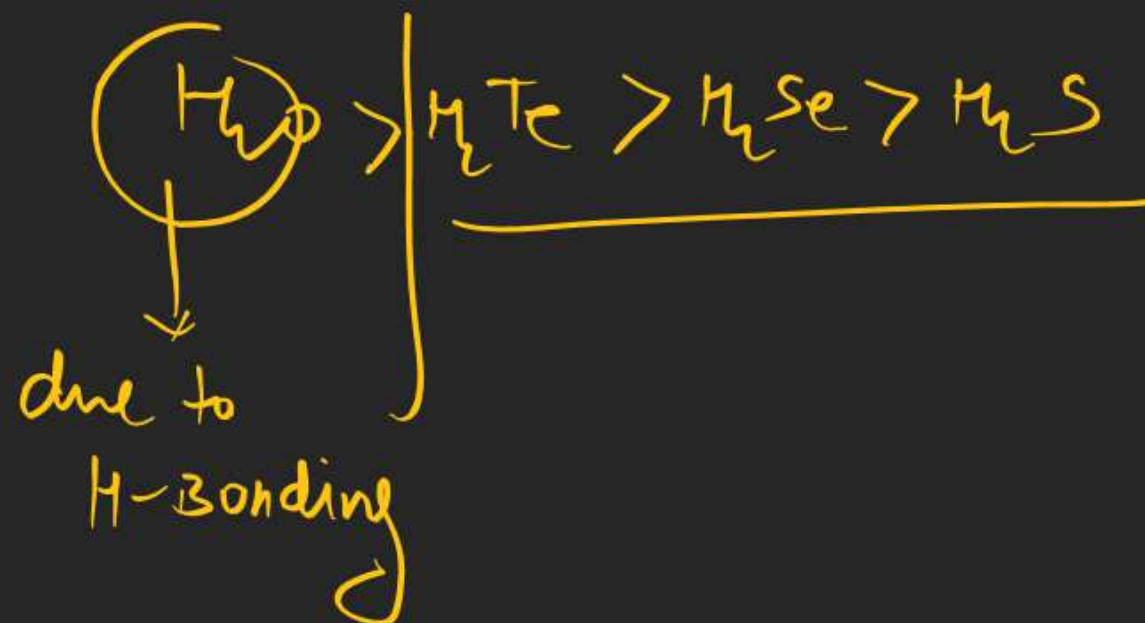 H₂O > H₂Te > H₂Se > H₂S
due to
H-Bonding